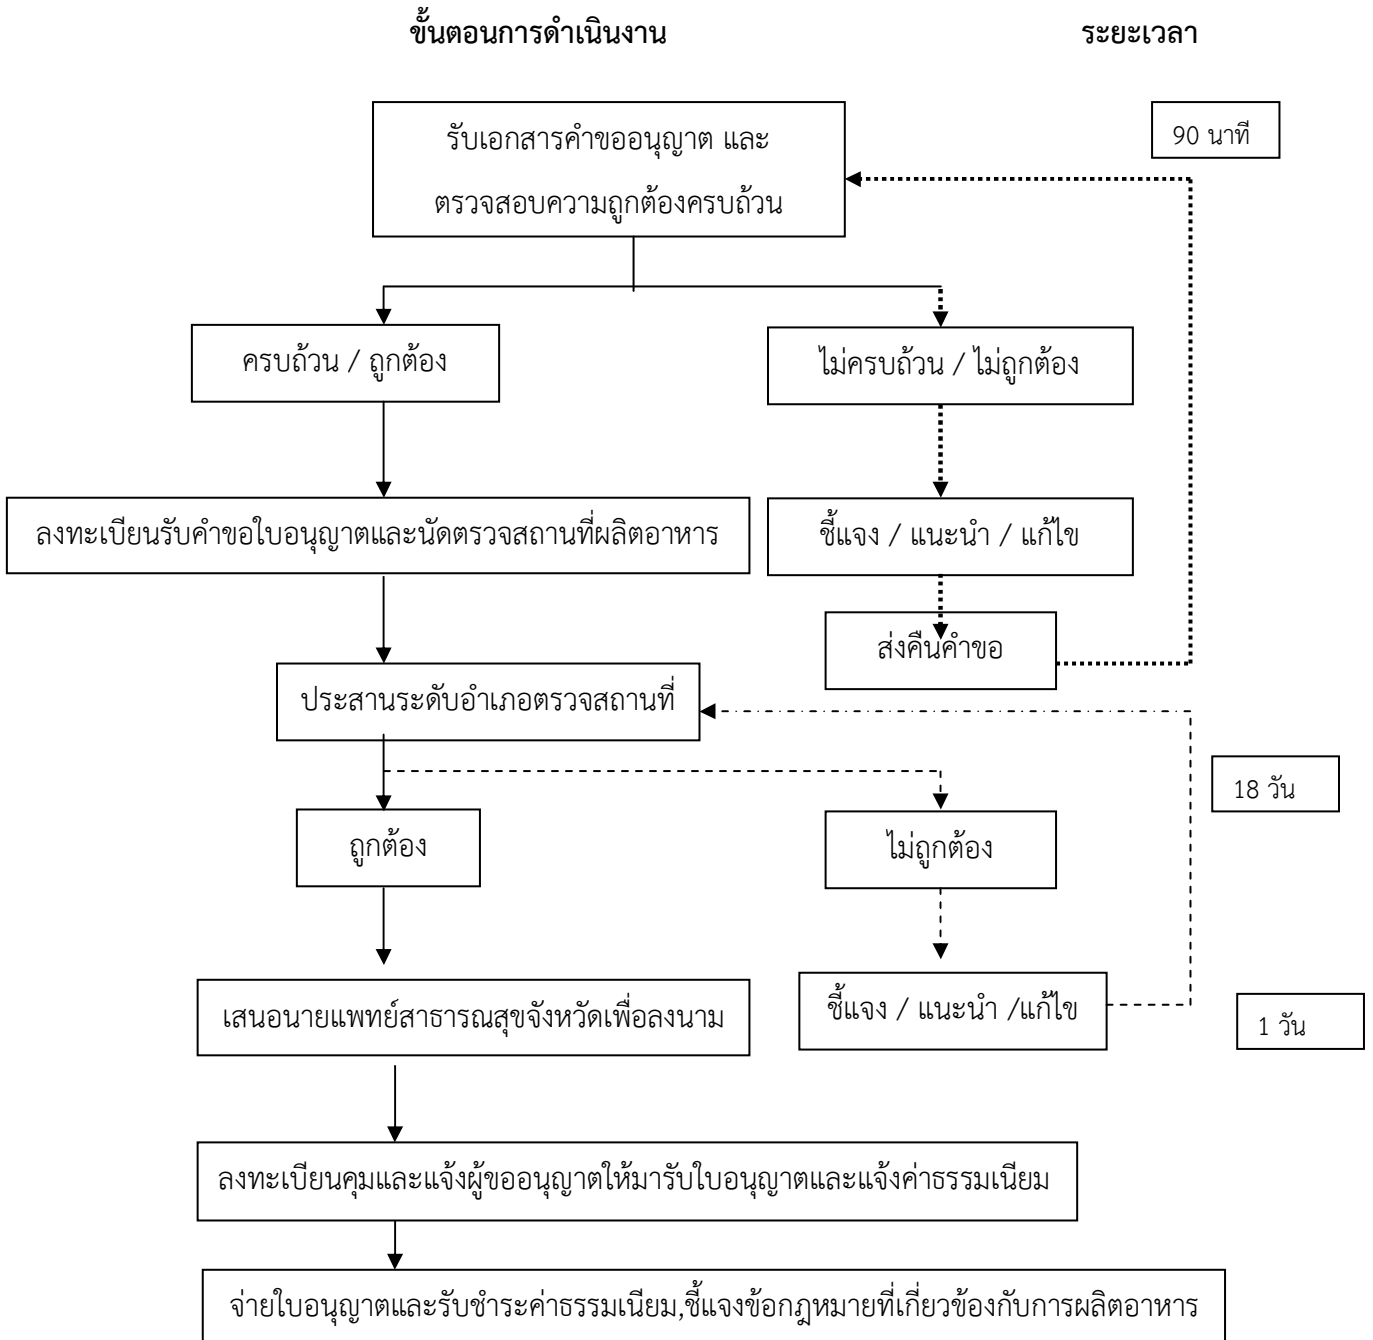 ขั้นตอนการดำเนินงาน
ระยะเวลา
รับเอกสารคำขออนุญาต และ
ตรวจสอบความถูกต้องครบถ้วน
90 นาที
ครบถ้วน / ถูกต้อง
ไม่ครบถ้วน / ไม่ถูกต้อง
ลงทะเบียนรับคำขอใบอนุญาตและนัดตรวจสถานที่ผลิตอาหาร
ชี้แจง / แนะนำ / แก้ไข
ส่งคืนคำขอ
ประสานระดับอำเภอตรวจสถานที่
18 วัน
ถูกต้อง
ไม่ถูกต้อง
เสนอนายแพทย์สาธารณสุขจังหวัดเพื่อลงนาม
ชี้แจง / แนะนำ /แก้ไข
1 วัน
ลงทะเบียนคุมและแจ้งผู้ขออนุญาตให้มารับใบอนุญาตและแจ้งค่าธรรมเนียม
จ่ายใบอนุญาตและรับชำระค่าธรรมเนียม,ชี้แจงข้อกฎหมายที่เกี่ยวข้องกับการผลิตอาหาร